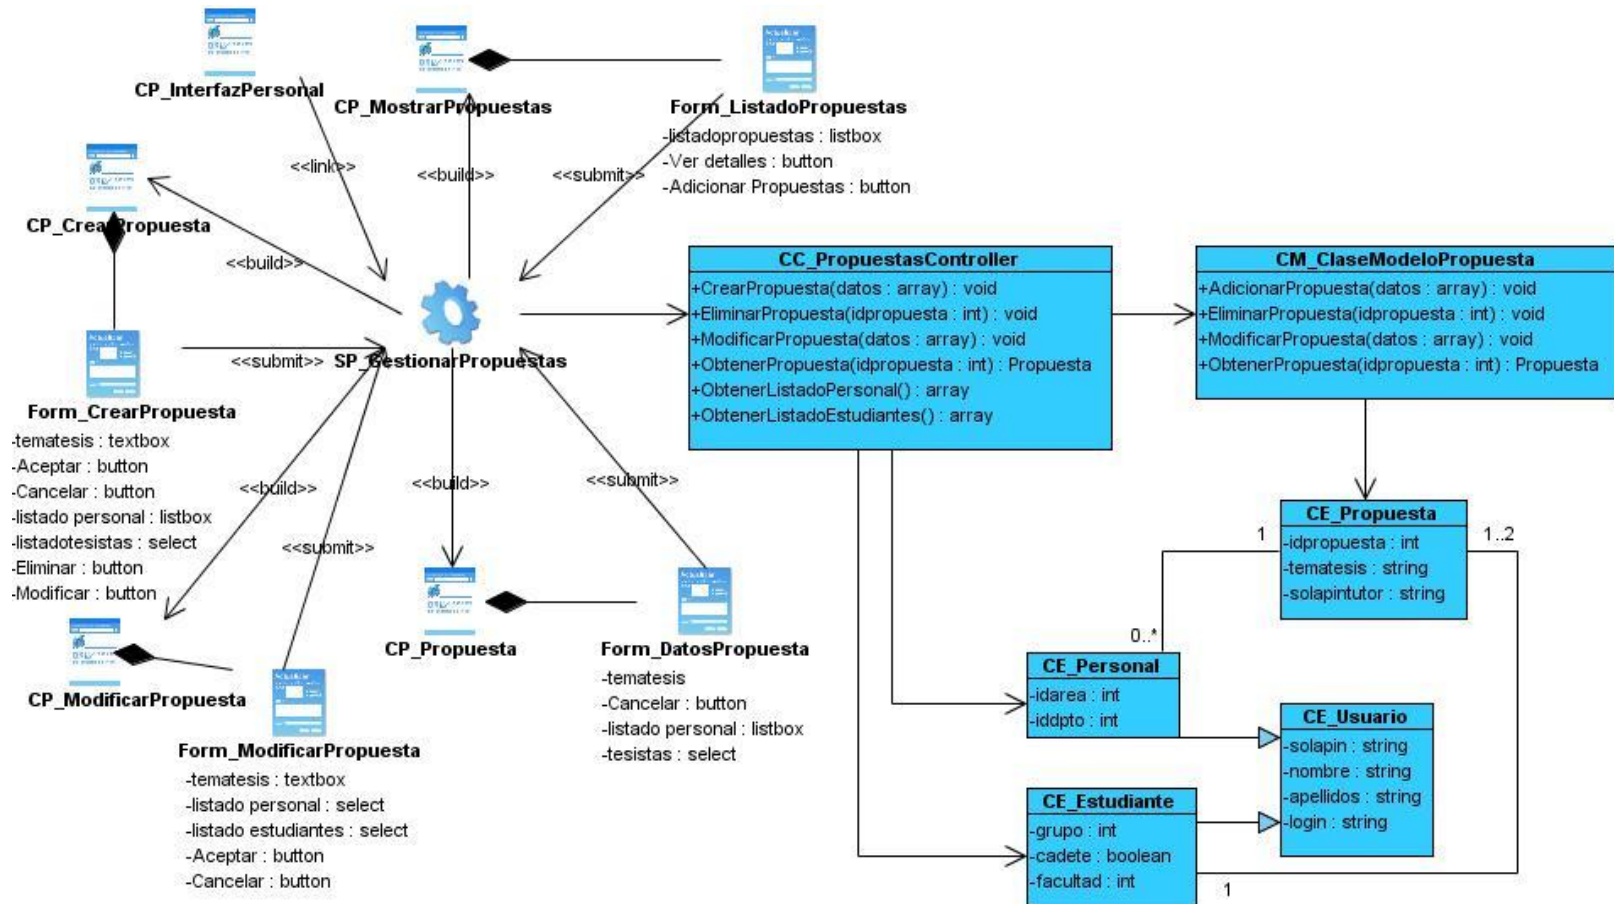 CP_InterfazPersonal
CP_MostrarPropuestas
Form_ListadoPropuestas
-listadopropuestas : listbox
-Ver detalles : button
-Adicionar Propuestas : button
<<link>>
<<build>>
<<submit>>
CP_CrearPropuesta
<<build>>
SP_GestionarPropuestas
<<submit>>
Form_CrearPropuesta
-tematesis : textbox
-Aceptar : button
-Cancelar : button
-listado personal : listbox
-listadotesistas : select
-Eliminar : button
-Modificar : button
<<build>>
<<submit>>
<<build>>
<<submit>>
CP_ModificarPropuesta
Form_ModificarPropuesta
-tematesis : textbox
-listado personal : select
-listado estudiantes : select
-Aceptar : button
-Cancelar : button
CP_Propuesta
Form_DatosPropuesta
-tematesis
-Cancelar : button
-listado personal : listbox
-tesistas : select
CC_PropuestasController
+CrearPropuesta(datos : array) : void
+EliminarPropuesta(idpropuesta : int) : void
+ModificarPropuesta(datos : array) : void
+ObtenerPropuesta(idpropuesta : int) : Propuesta
+ObtenerListadoPersonal() : array
+ObtenerListadoEstudiantes() : array
CM_ClaseModeloPropuesta
+AdicionarPropuesta(datos : array) : void
+EliminarPropuesta(idpropuesta : int) : void
+ModificarPropuesta(datos : array) : void
+ObtenerPropuesta(idpropuesta : int) : Propuesta
CE_Propuesta
-idpropuesta : int
-tematesis : string
-solapintutor : string
1
1..2
0..*
CE_Personal
-idarea : int
-iddpto : int
CE_Usuario
-solapin : string
-nombre : string
-apellidos : string
-login : string
CE_Estudiante
-grupo : int
-cadete : boolean
-facultad : int
1